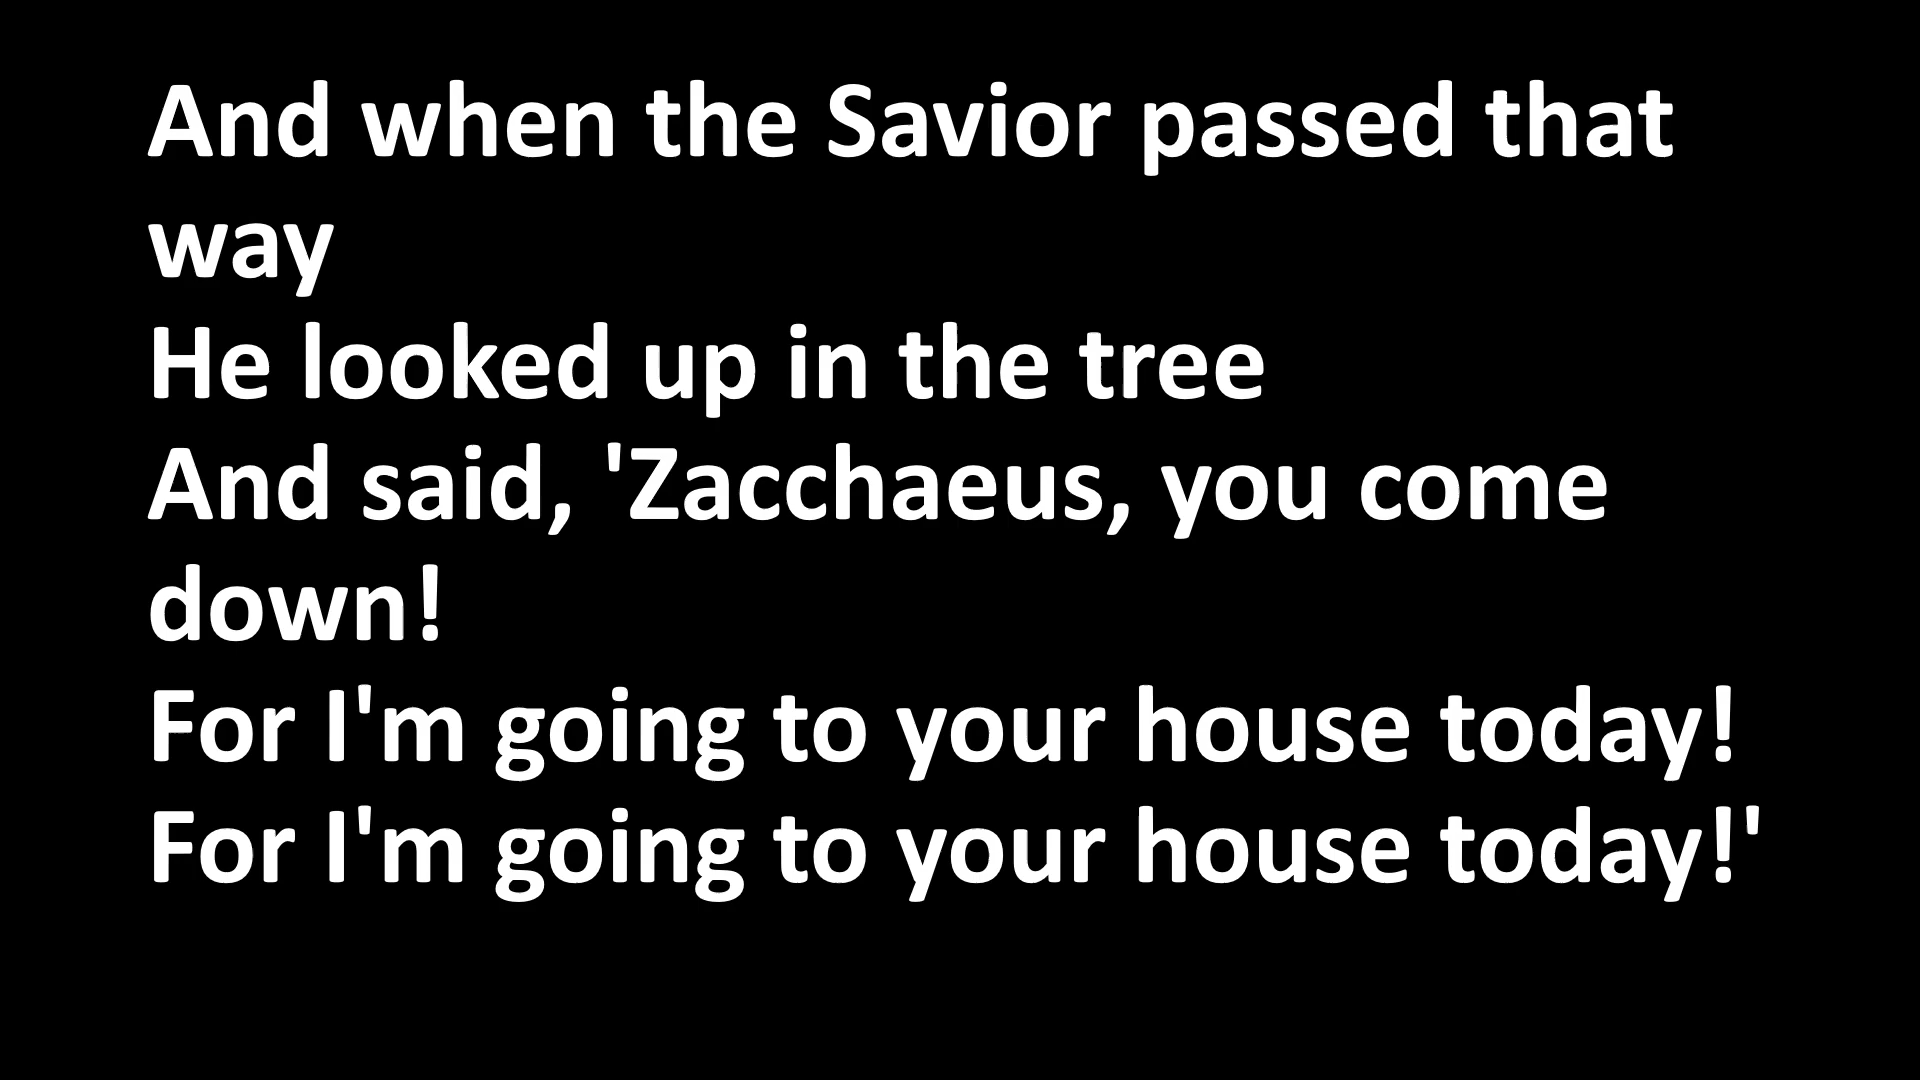 And when the Savior passed that
way
He looked up in the tree
And said, 'Zacchaeus, you come
down!
For I'm going to your house today!
For I'm going to your house today!'